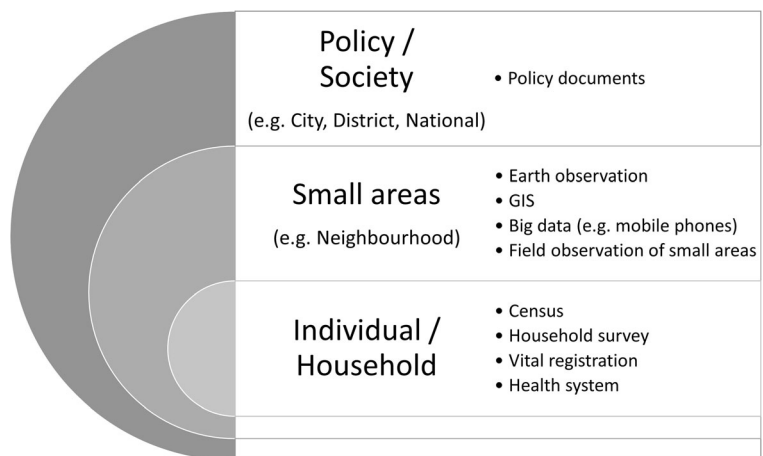 Policy /
Society
(e.g. City, District, National)
• Policy documents
Small areas
(e.g. Neighbourhood)
• Earth observation
• GIS
• Big data (e.g. mobile phones)
• Field observation of small areas
Individual /
Household
• Census
• Household survey
• Vital registration
• Health system